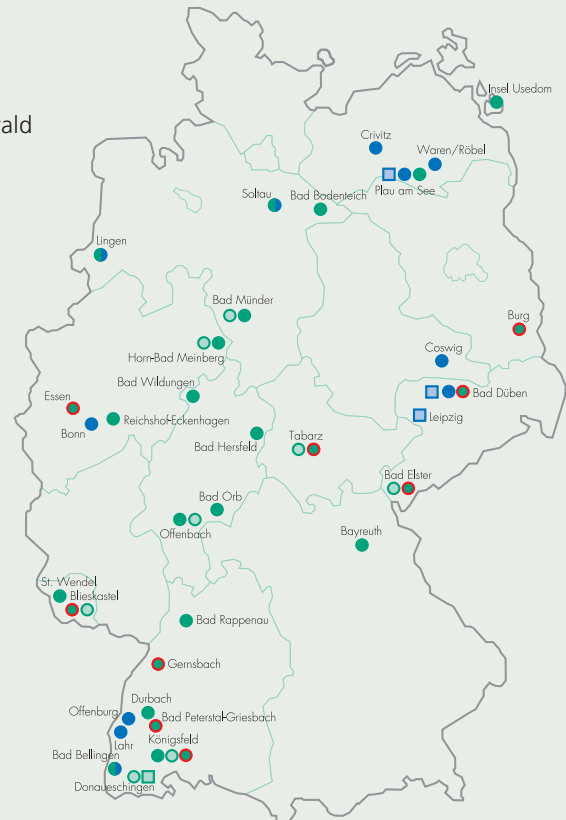 ald
Insel Usedom
Crivitz
Waren/Röbel
Plau am See
Soltau
Bad Bodenteich
Lingen
Bad Münder
Burg
Horn-Bad Meinberg
Coswig
Bad Wildungen
Bad Düben
Essen
Leipzig
Reichshof-Eckenhagen
Bonn
Tabarz
Bad Hersfeld
Bad Elster
Bad Orb
Offenbach
Bayreuth
St. Wendel
Blieskastel
Bad Rappenau
Gernsbach
Durbach
Offenburg
Bad Peterstal-Griesbach
Lahr
Königsfeld
Bad Bellingen
Donaueschingen